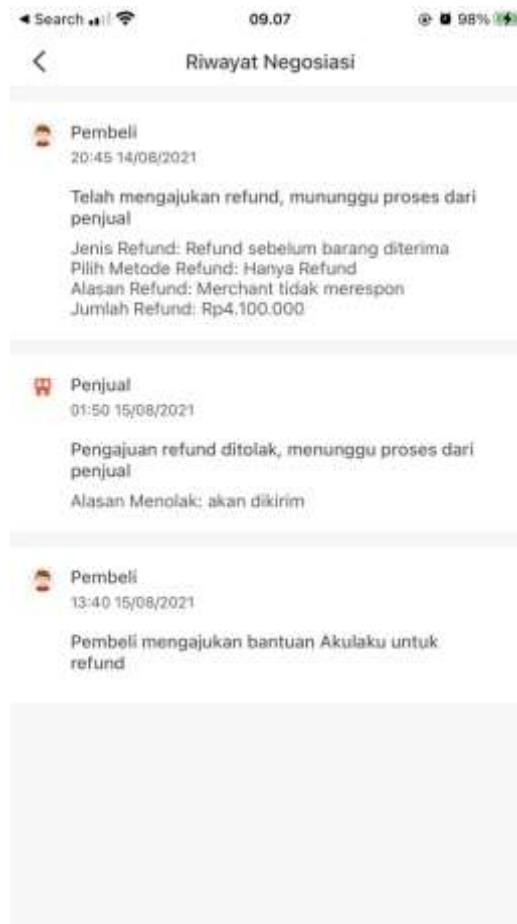 Search
09.07
98%
Riwayat Negosiasi
Pembeli
20:45 14/08/2021
Telah mengajukan refund, mununggu proses dari
penjual
Jenis Refund: Refund sebelum barang diterima
Pilih Metode Refund: Hanya Refund
Alasan Refund: Merchant tidak merespon
Jumlah Refund: Rp4.100.000
Penjual
01:50 15/08/2021
Pengajuan refund ditolak, menunggu proses dari
penjual
Alasan Menolak: akan dikirim
Pembeli
13:40 15/08/2021
Pembeli mengajukan bantuan Akulaku untuk
refund